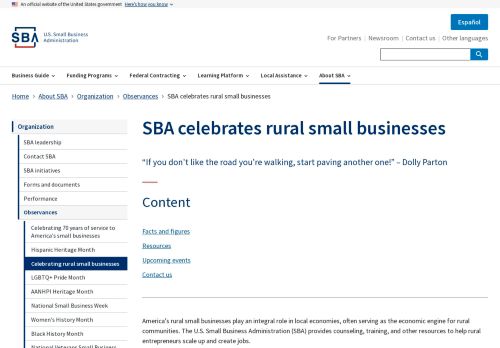 An official website of the United States government Here's how you know
Español
SBA U.S. Small Business
Administration
For Partners Newsroom Contact us Other languages
Business Guide Funding Programs Federal Contracting Learning Platform Local Assistance About SBA
Home About SBA Organization Observances SBA celebrates rural small businesses
Organization
SBA leadership
Contact SBA
SBA initiatives
Forms and documents
Performance
Observances
Celebrating 70 years of service to
America's small businesses
Hispanic Heritage Month
Celebrating rural small businesses
LGBTQ+ Pride Month
AANHPI Heritage Month
National Small Business Week
Women's History Month
Black History Month
National Veterans Small Business
SBA celebrates rural small businesses
"If you don't like the road you're walking, start paving another one!" – Dolly Parton
Content
Facts and figures
Resources
Upcoming events
Contact us
America's rural small businesses play an integral role in local economies, often serving as the economic engine for rural
communities. The U.S. Small Business Administration (SBA) provides counseling, training, and other resources to help rural
entrepreneurs scale up and create jobs.